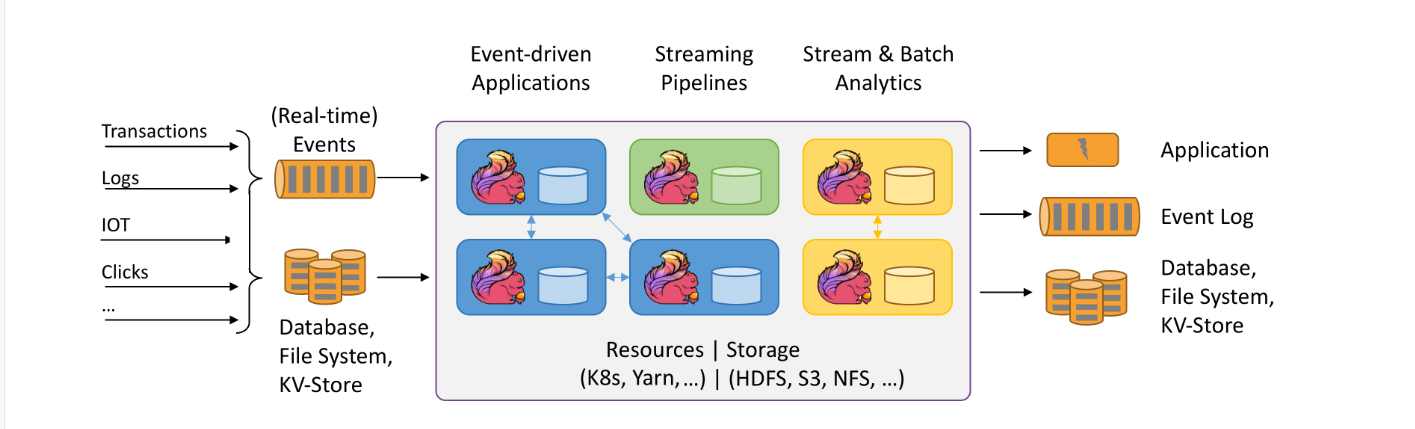 Event-driven
Applications
Streaming
Pipelines
Stream & Batch
Analytics
Transactions
Logs
IOT
Clicks
...
(Real-time)
Events
Database,
File System,
KV-Store
Resources | Storage
(K8s, Yarn, ...) | (HDFS, S3, NFS, ...)
Application
Event Log
Database,
File System,
KV-Store